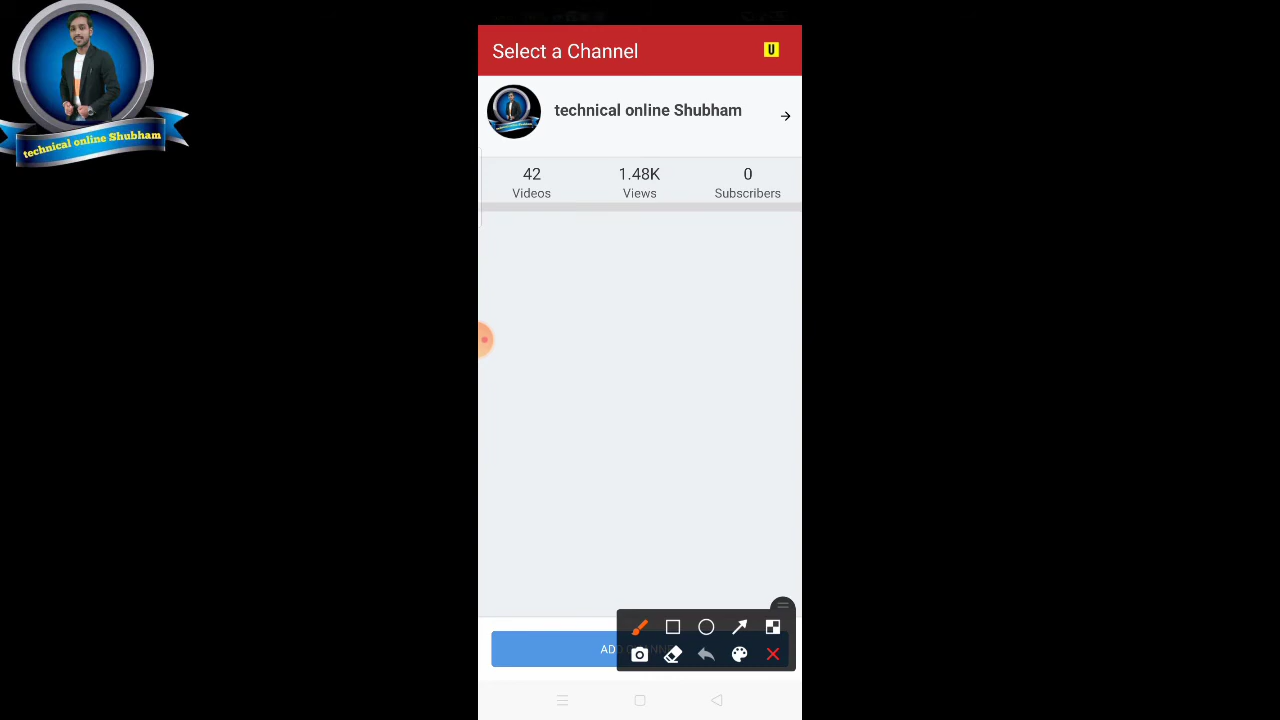 technical online Shubham
Select a Channel
U
technical online Shubham
42
1.48K
0
Videos
Views
Subscribers